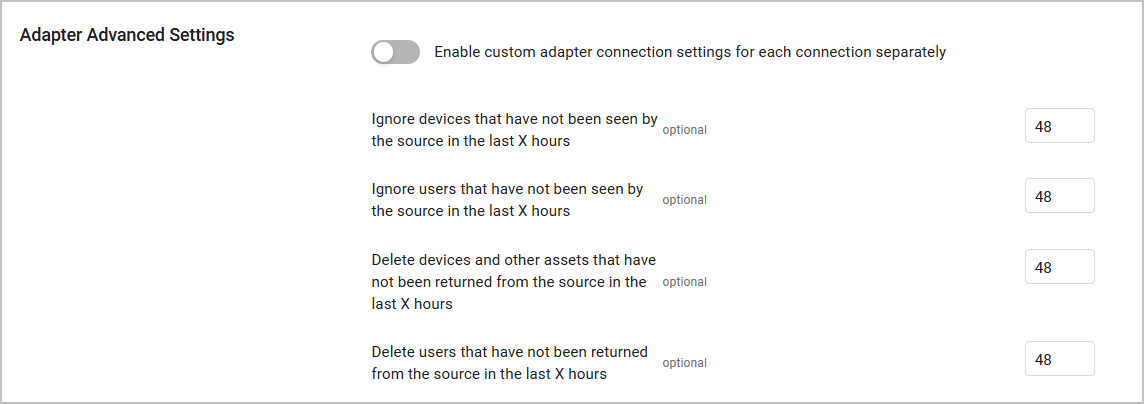 Adapter Advanced Settings
Enable custom adapter connection settings for each connection separately
Ignore devices that have not been seen by
the source in the last X hours
optional
48
Ignore users that have not been seen by
the source in the last X hours
optional
48
Delete devices and other assets that have
not been returned from the source in the
last X hours
optional
48
Delete users that have not been returned
from the source in the last X hours
optional
48